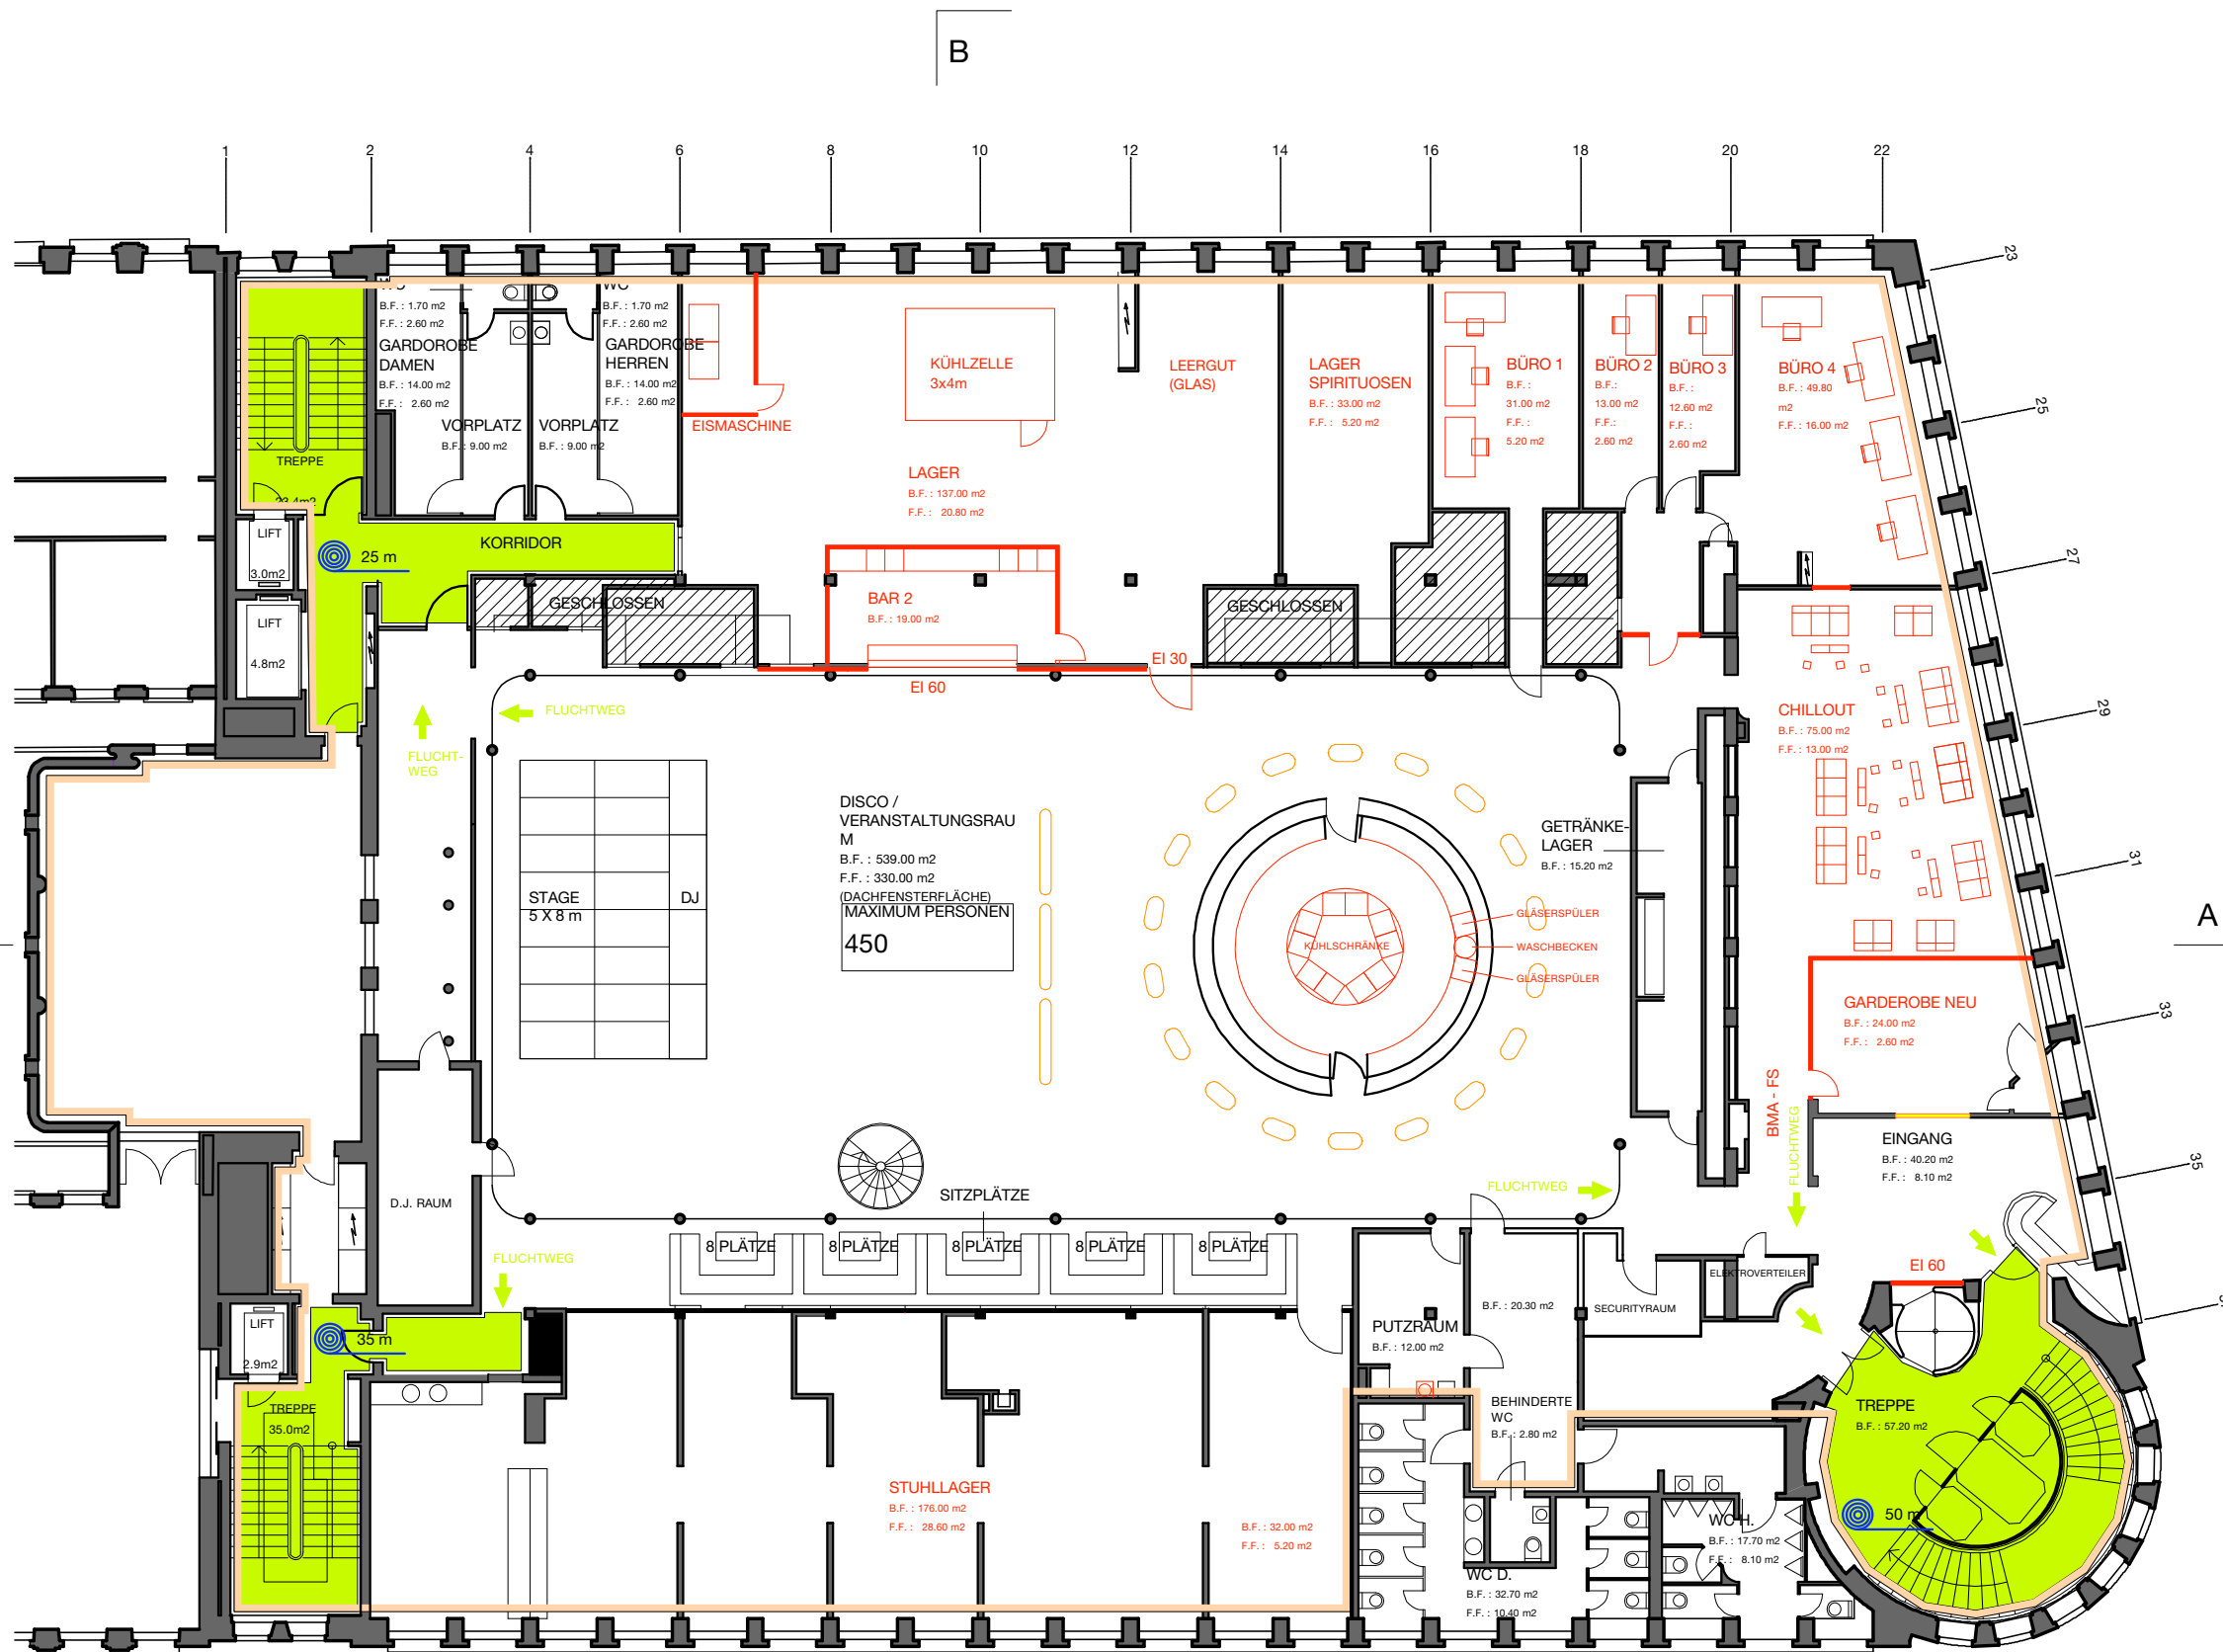 B
1
2
4
6
8
10
12
14
16
18
20
22
23
25
27
29
31
33
35
A
WC
B.F. : 1.70 m2
F.F. : 2.60 m2
GARDOROBE
DAMEN
B.F. : 14.00 m2
F.F. : 2.60 m2
VORPLATZ
B.F. : 9.00 m2
WC
B.F. : 1.70 m2
F.F. : 2.60 m2
GARDOROBE
HERREN
B.F. : 14.00 m2
F.F. : 2.60 m2
VORPLATZ
B.F. : 9.00 m2
EISMASCHINE
KÜHLZELLE
3x4m
LEERGUT
(GLAS)
LAGER
B.F. : 137.00 m2
F.F. : 20.80 m2
LAGER
SPIRITUOSEN
B.F. : 33.00 m2
F.F. : 5.20 m2
BÜRO 1
B.F. :
31.00 m2
F.F. :
5.20 m2
BÜRO 2
B.F.:
13.00 m2
F.F.:
2.60 m2
BÜRO 3
B.F. :
12.60 m2
F.F. :
2.60 m2
BÜRO 4
B.F. : 49.80
m2
F.F. : 16.00 m2
TREPPE
23.4m2
LIFT
3.0m2
25 m
KORRIDOR
LIFT
4.8m2
GESCHLOSSEN
BAR 2
B.F. : 19.00 m2
GESCHLOSSEN
EI 30
EI 60
FLUCHTWEG
FLUCHT-
WEG
CHILLOUT
B.F. : 75.00 m2
F.F. : 13.00 m2
DISCO /
VERANSTALTUNGSRAU
M
B.F. : 539.00 m2
F.F. : 330.00 m2
(DACHFENSTERFLÄCHE)
MAXIMUM PERSONEN
450
STAGE
5 X 8 m
DJ
GETRÄNKE-
LAGER
B.F. : 15.20 m2
GLÄSERSPÜLER
KÜHLSCHRÄNKE
WASCHBECKEN
GLÄSERSPÜLER
GARDEROBE NEU
B.F. : 24.00 m2
F.F. : 2.60 m2
BMA - FS
FLUCHTWEG
EINGANG
B.F. : 40.20 m2
F.F. : 8.10 m2
D.J. RAUM
SITZPLÄTZE
FLUCHTWEG
FLUCHTWEG
8 PLÄTZE
8 PLÄTZE
8 PLÄTZE
8 PLÄTZE
8 PLÄTZE
ELEKTROVERTEILER
EI 60
SECURITYRAUM
B.F. : 20.30 m2
PUTZRAUM
B.F. : 12.00 m2
LIFT
2.9m2
35 m
TREPPE
35.0m2
BEHINDERTE
WC
B.F. : 2.80 m2
TREPPE
B.F. : 57.20 m2
STUHLLAGER
B.F. : 176.00 m2
F.F. : 28.60 m2
B.F. : 32.00 m2
F.F. : 5.20 m2
50 m
WC H.
B.F. : 17.70 m2
F.F. : 8.10 m2
WC D.
B.F. : 32.70 m2
F.F. : 10.40 m2